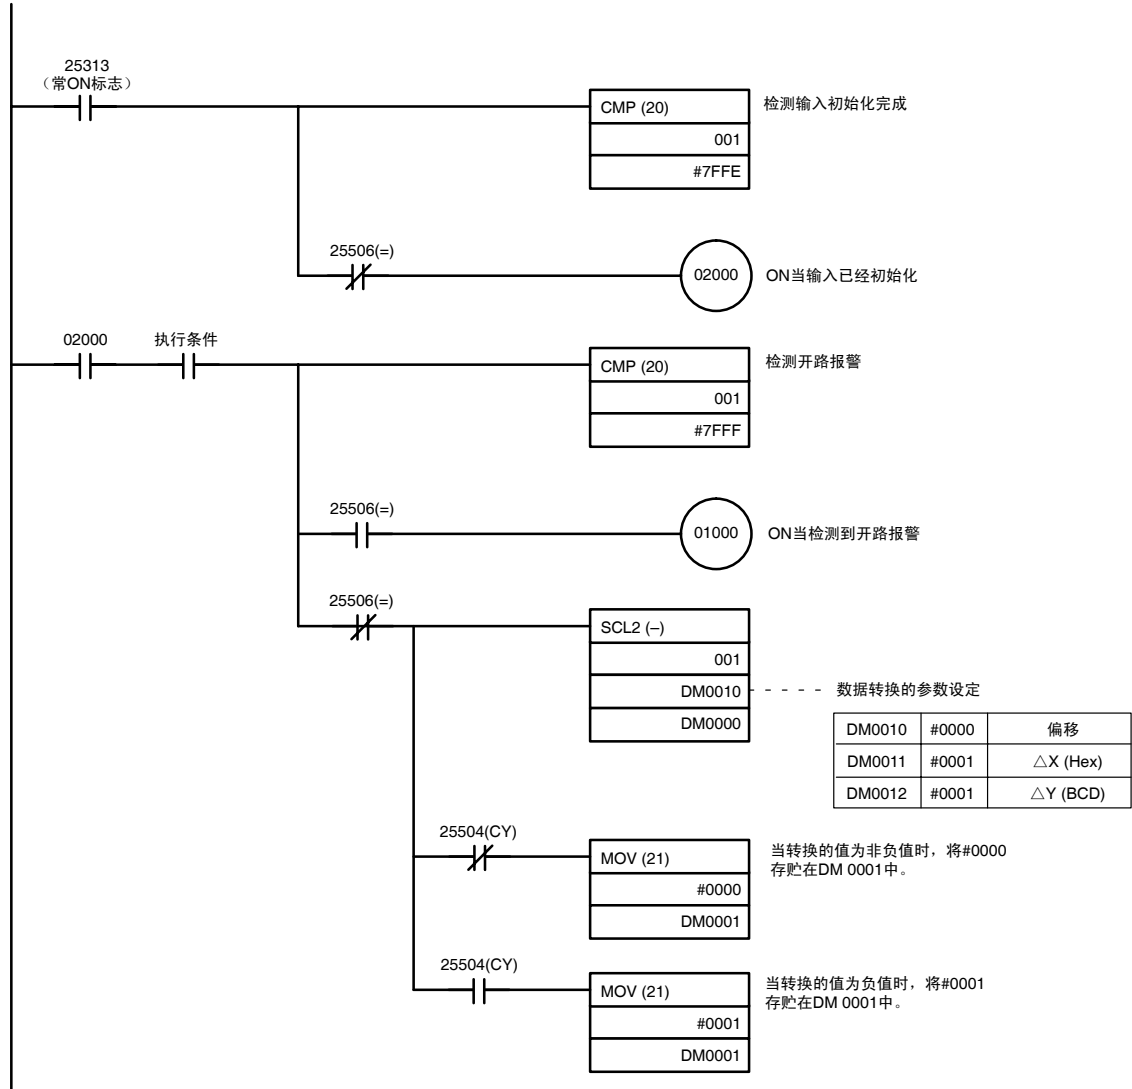 25313
（常ON标志）
CMP (20)
001
#7FFE
检测输入初始化完成
25506(=)
02000
ON当输入已经初始化
02000
执行条件
CMP (20)
001
#7FFF
检测开路报警
25506(=)
01000
ON当检测到开路报警
25506(=)
SCL2 (–)
001
DM0010
DM0000
数据转换的参数设定
DM0010 #0000 偏移
DM0011 #0001 △X (Hex)
DM0012 #0001 △Y (BCD)
25504(CY)
MOV (21)
#0000
DM0001
当转换的值为非负值时，将#0000
存贮在DM 0001中。
25504(CY)
MOV (21)
#0001
DM0001
当转换的值为负值时，将#0001
存贮在DM 0001中。